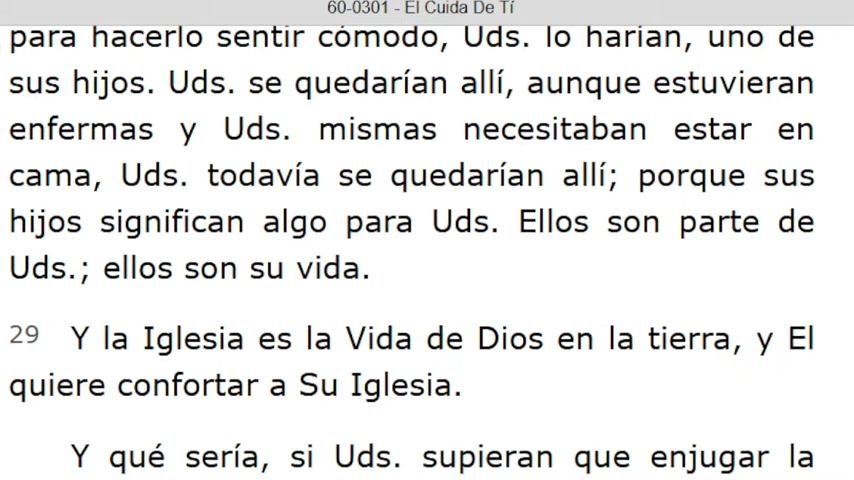 60-0301 - El Cuida De Tí
para hacerlo sentir cómodo, Uds. lo harían, uno de
sus hijos. Uds. se quedarían allí, aunque estuvieran
enfermas y Uds. mismas necesitaban estar en
cama, Uds. todavía se quedarían allí; porque sus
hijos significan algo para Uds. Ellos son parte de
Uds.; ellos son su vida.
29 Y la Iglesia es la Vida de Dios en la tierra, y El
quiere confortar a Su Iglesia.
Y qué sería, si Uds. supieran que enjugar la